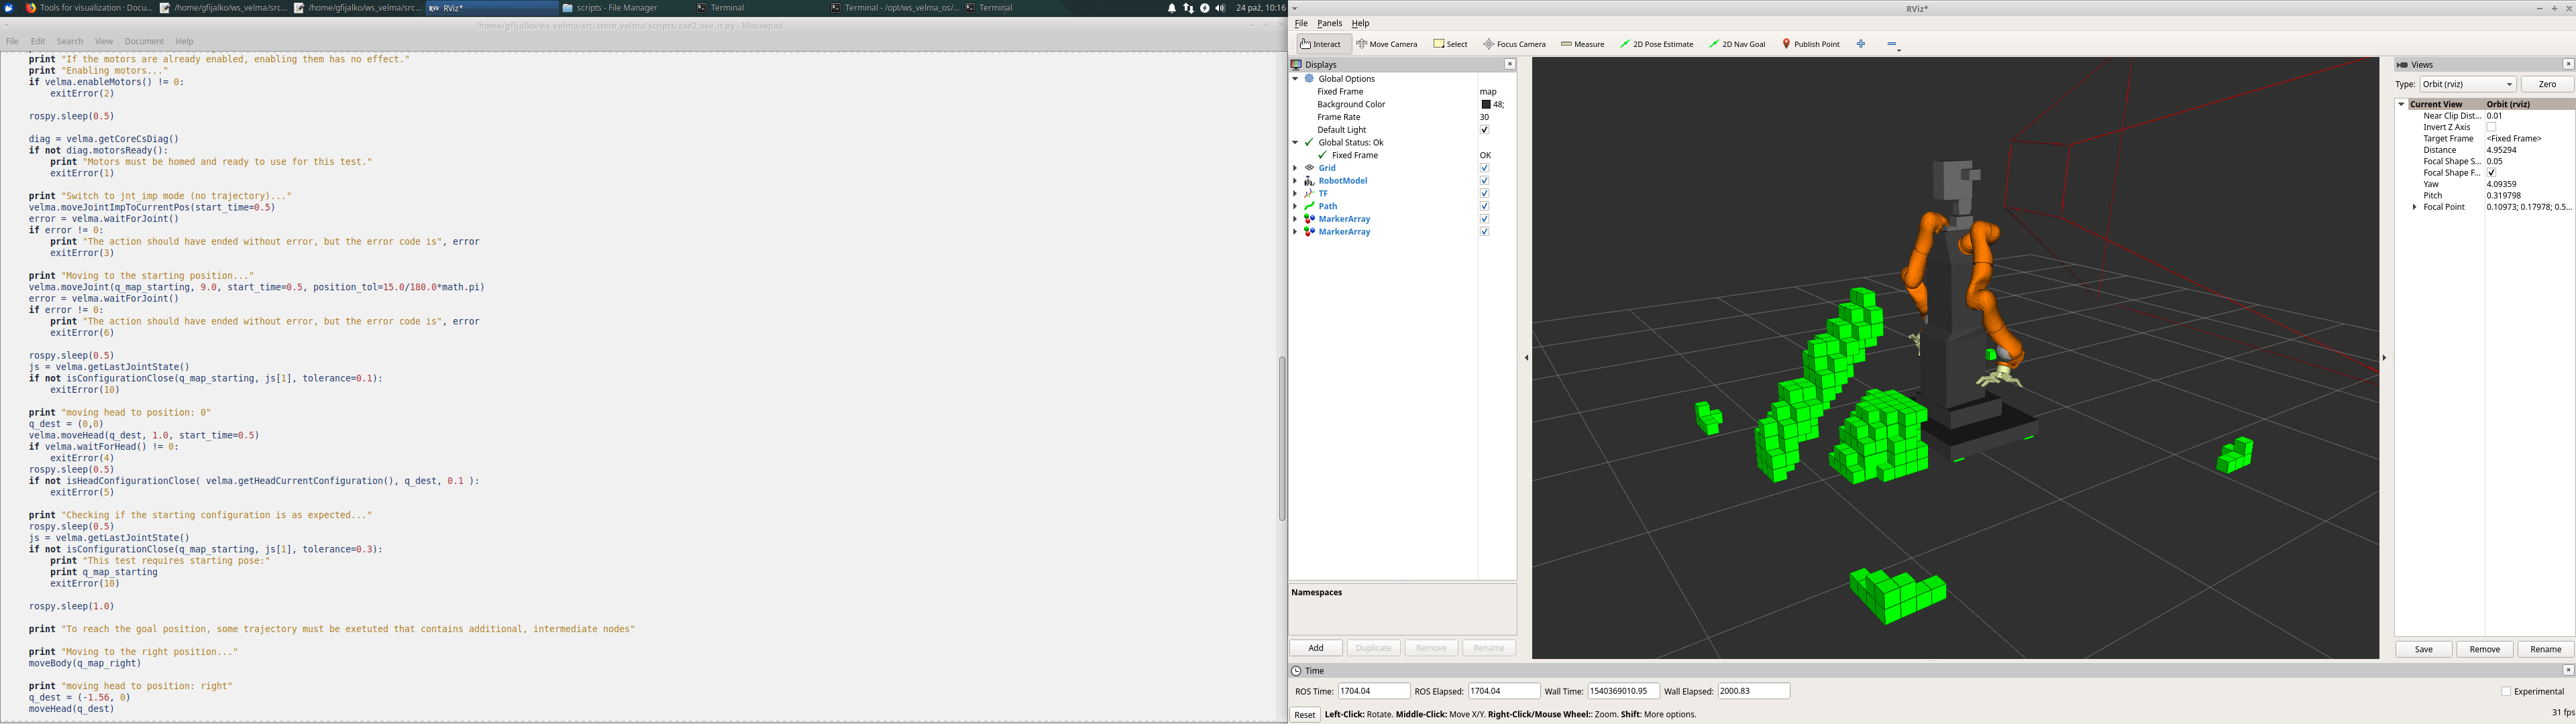 Tools for visualization · Docu...
/home/gfijalko/ws_velma/src...
/home/gfijalko/ws_velma/src...
RViz*
scripts - File Manager
Terminal
Terminal - /opt/ws_velma_os/...
Terminal
24 paź, 10:16
/home/gfijalko/ws_velma/src/stero_velma/scripts/zad2_see_it.py - Mousepad
File Edit Search View Document Help
print "If the motors are already enabled, enabling them has no effect."
print "Enabling motors..."
if velma.enableMotors() != 0:
exitError(2)
rospy.sleep(0.5)
diag = velma.getCoreCsDiag()
if not diag.motorsReady():
print "Motors must be homed and ready to use for this test."
exitError(1)
print "Switch to jnt_imp mode (no trajectory)..."
velma.moveJointImpToCurrentPos(start_time=0.5)
error = velma.waitForJoint()
if error != 0:
print "The action should have ended without error, but the error code is", error
exitError(3)
print "Moving to the starting position..."
velma.moveJoint(q_map_starting, 9.0, start_time=0.5, position_tol=15.0/180.0*math.pi)
error = velma.waitForJoint()
if error != 0:
print "The action should have ended without error, but the error code is", error
exitError(6)
rospy.sleep(0.5)
js = velma.getLastJointState()
if not isConfigurationClose(q_map_starting, js[1], tolerance=0.1):
exitError(10)
print "moving head to position: 0"
q_dest = (0,0)
velma.moveHead(q_dest, 1.0, start_time=0.5)
if velma.waitForHead() != 0:
exitError(4)
rospy.sleep(0.5)
if not isHeadConfigurationClose( velma.getHeadCurrentConfiguration(), q_dest, 0.1 ):
exitError(5)
print "Checking if the starting configuration is as expected..."
rospy.sleep(0.5)
js = velma.getLastJointState()
if not isConfigurationClose(q_map_starting, js[1], tolerance=0.3):
print "This test requires starting pose:"
print q_map_starting
exitError(10)
rospy.sleep(1.0)
print "To reach the goal position, some trajectory must be exetuted that contains additional, intermediate nodes"
print "Moving to the right position..."
moveBody(q_map_right)
print "moving head to position: right"
q_dest = (-1.56, 0)
moveHead(q_dest)
RViz*
File Panels Help
Interact Move Camera Select Focus Camera Measure 2D Pose Estimate 2D Nav Goal Publish Point
Displays
Global Options
Fixed Frame map
Background Color 48;
Frame Rate 30
Default Light
Global Status: Ok
Fixed Frame OK
Grid
RobotModel
TF
Path
MarkerArray
MarkerArray
Namespaces
Add Duplicate Remove Rename
Views
Type: Orbit (rviz) Zero
Current View Orbit (rviz)
Near Clip Dist... 0.01
Invert Z Axis
Target Frame <Fixed Frame>
Distance 4.95294
Focal Shape S... 0.05
Focal Shape F...
Yaw 4.09359
Pitch 0.319798
Focal Point 0.10973; 0.17978; 0.5...
Save Remove Rename
Time
ROS Time: 1704.04 ROS Elapsed: 1704.04 Wall Time: 1540369010.95 Wall Elapsed: 2000.83 Experimental
Reset Left-Click: Rotate. Middle-Click: Move X/Y. Right-Click/Mouse Wheel:: Zoom. Shift: More options. 31 fps